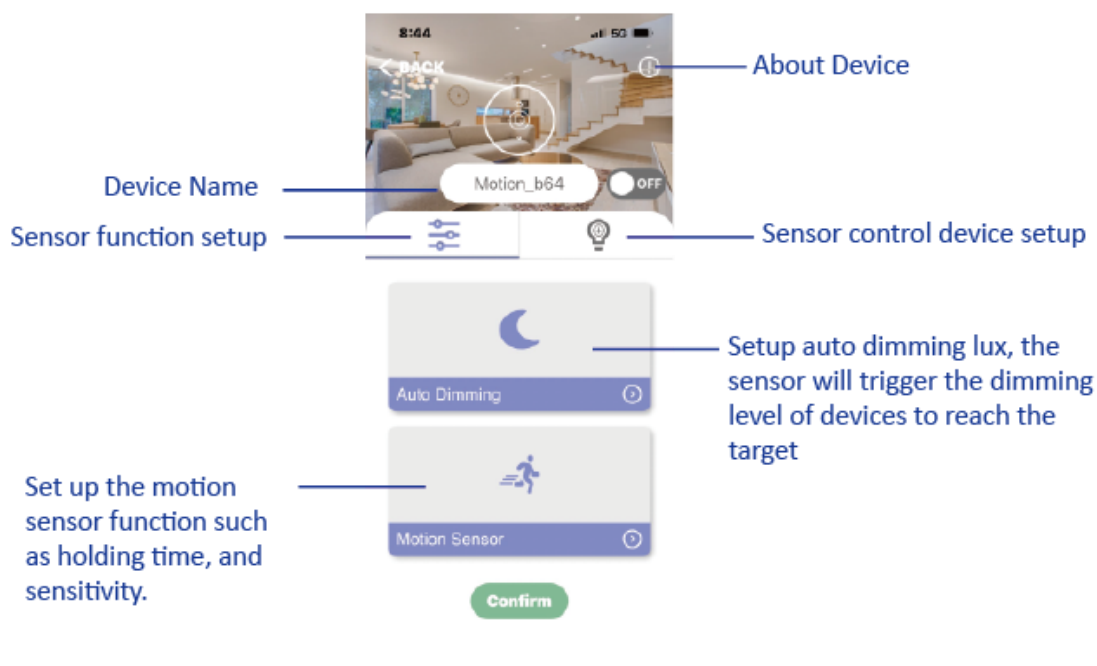 8:44
5G
BACK
About Device
Device Name
Motion_b64
OFF
Sensor function setup
Sensor control device setup
Setup auto dimming lux, the
sensor will trigger the dimming
level of devices to reach the
target
Auto Dimming
Set up the motion
sensor function such
as holding time, and
sensitivity.
Motion Sensor
Confirm